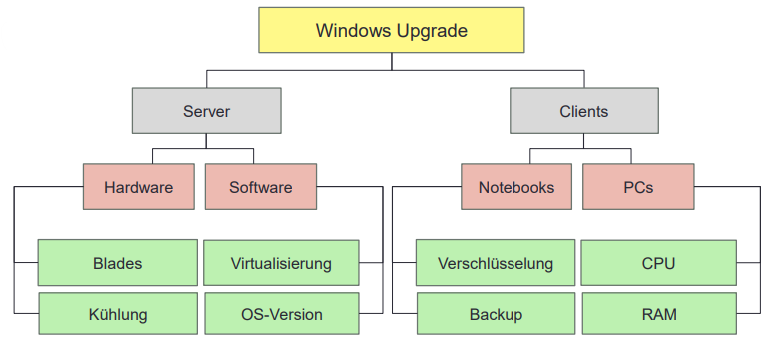 Windows Upgrade
Server
Clients
Hardware
Software
Notebooks
PCs
Blades
Virtualisierung
Verschlüsselung
CPU
Kühlung
OS-Version
Backup
RAM